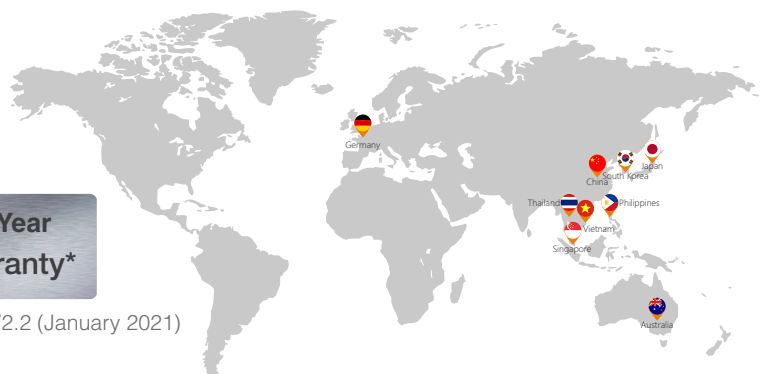 Germany
Japan
South Korea
China
Thailand
Philippines
Year
Vietnam
Singapore
ranty*
2.2 (January 2021)
Australia